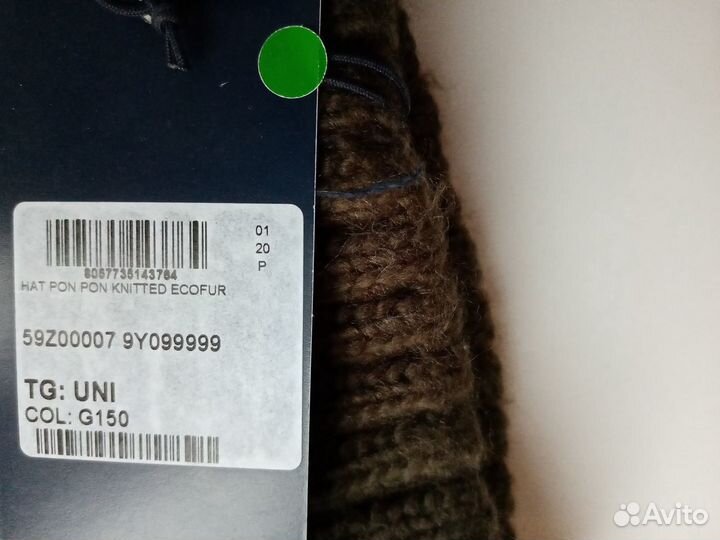 01
20
P
8057735143764
HAT PON PON KNITTED ECOFUR
59Z00007 9Y099999
TG: UNI
COL: G150
Avito